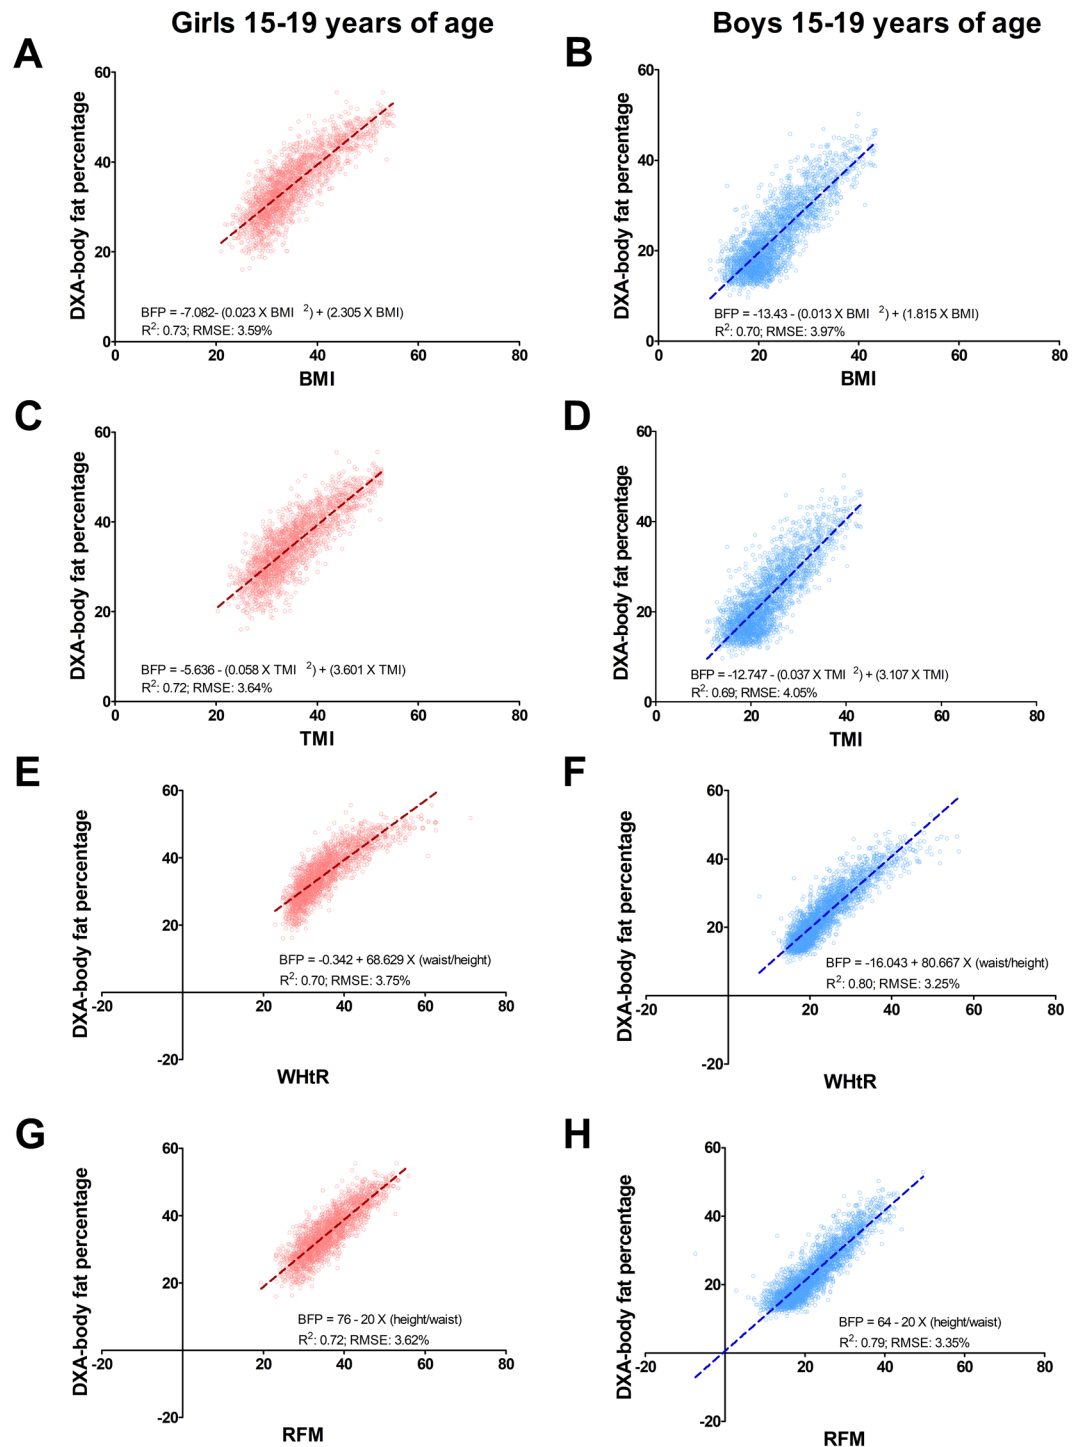 Girls 15-19 years of age
Boys 15-19 years of age
A
DXA-body fat percentage
60
40
20
0
BFP = -7.082- (0.023 X BMI ²) + (2.305 X BMI)
R²: 0.73; RMSE: 3.59%
0 20 40 60 80
BMI
B
DXA-body fat percentage
60
40
20
0
BFP = -13.43 - (0.013 X BMI ²) + (1.815 X BMI)
R²: 0.70; RMSE: 3.97%
0 20 40 60 80
BMI
C
DXA-body fat percentage
60
40
20
0
BFP = -5.636 - (0.058 X TMI ²) + (3.601 X TMI)
R²: 0.72; RMSE: 3.64%
0 20 40 60 80
TMI
D
DXA-body fat percentage
60
40
20
0
BFP = -12.747 - (0.037 X TMI ²) + (3.107 X TMI)
R²: 0.69; RMSE: 4.05%
0 20 40 60 80
TMI
E
DXA-body fat percentage
60
40
20
BFP = -0.342 + 68.629 X (waist/height)
R²: 0.70; RMSE: 3.75%
-20 20 40 60 80
-20
WHtR
F
DXA-body fat percentage
60
40
20
BFP = -16.043 + 80.667 X (waist/height)
R²: 0.80; RMSE: 3.25%
-20 20 40 60 80
-20
WHtR
G
DXA-body fat percentage
60
40
20
BFP = 76 - 20 X (height/waist)
R²: 0.72; RMSE: 3.62%
-20 20 40 60 80
-20
RFM
H
DXA-body fat percentage
60
40
20
BFP = 64 - 20 X (height/waist)
R²: 0.79; RMSE: 3.35%
-20 20 40 60 80
-20
RFM